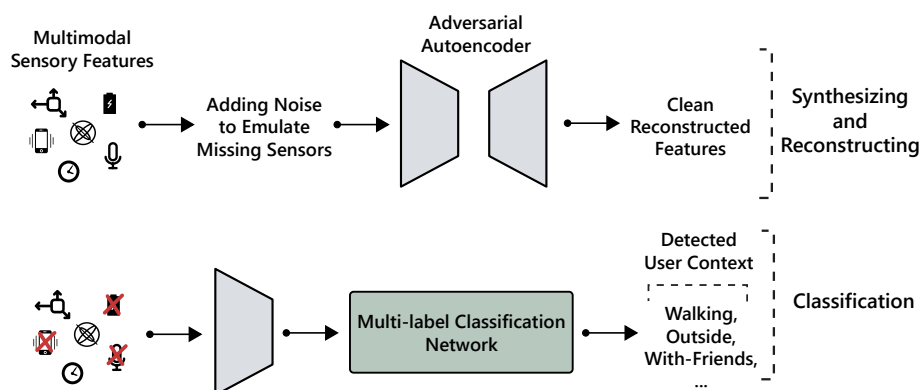 Multimodal
Sensory Features
Adding Noise
to Emulate
Missing Sensors
Adversarial
Autoencoder
Clean
Reconstructed
Features
Synthesizing
and
Reconstructing
Multi-label Classification
Network
Detected
User Context
Walking,
Outside,
With-Friends,
...
Classification